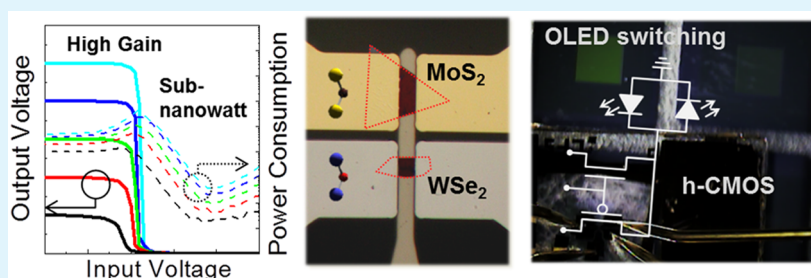 High Gain
Sub-
nanowatt
Output Voltage
Input Voltage
Power Consumption
MoS₂
WSe₂
OLED switching
h-CMOS